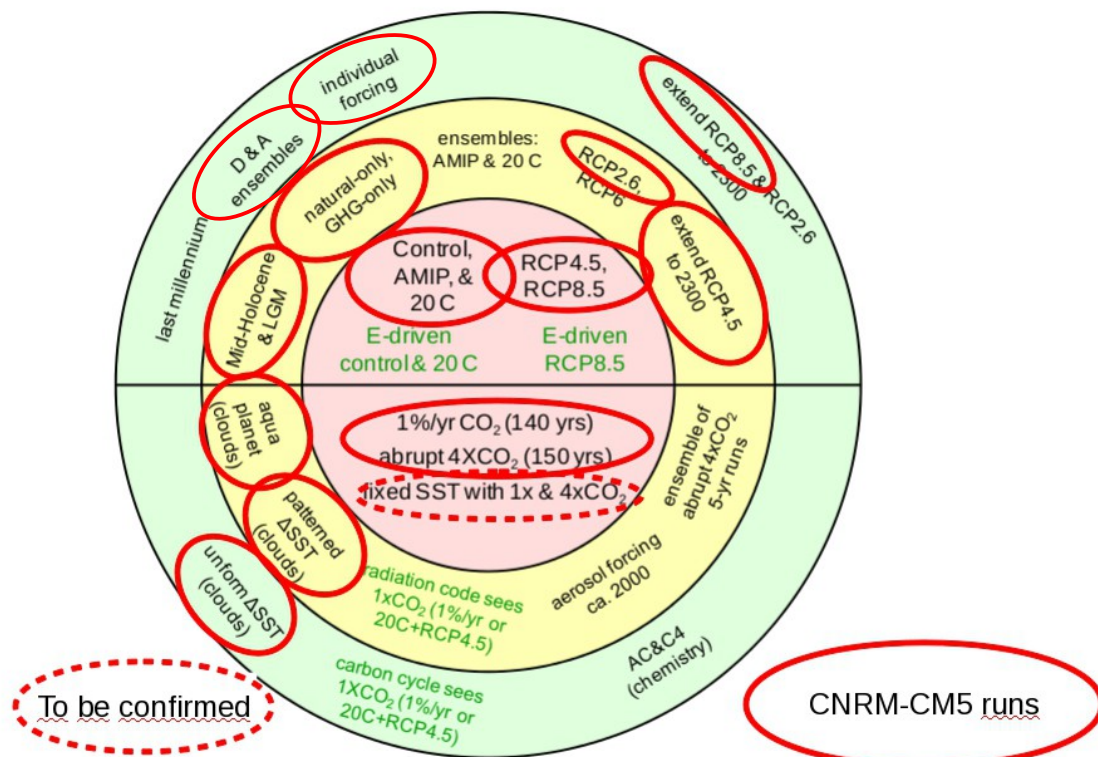 individual
forcing
D & A
ensembles
last millennium
extend RCP8.5 & RCP2.6
to 2300
ensembles:
AMIP & 20 C
natural-only,
GHG-only
RCP2.6,
RCP6
extend RCP4.5
to 2300
Mid-Holocene
& LGM
Control,
AMIP, &
20 C
RCP4.5,
RCP8.5
E-driven
control & 20 C
E-driven
RCP8.5
1%/yr CO₂ (140 yrs)
abrupt 4XCO₂ (150 yrs)
fixed SST with 1x & 4xCO₂
aqua
planet
(clouds)
patterned
ΔSST
(clouds)
unform ΔSST
(clouds)
ensemble of
abrupt 4xCO₂
5-yr runs
aerosol forcing
ca. 2000
radiation code sees
1xCO₂ (1%/yr or
20C+RCP4.5)
carbon cycle sees
1XCO₂ (1%/yr or
20C+RCP4.5)
AC&C4
(chemistry)
To be confirmed
CNRM-CM5 runs